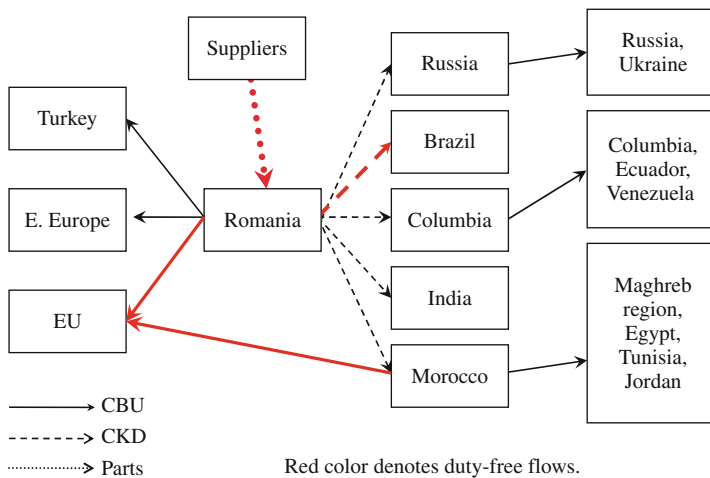 Suppliers
Russia
Russia,
Ukraine
Turkey
Brazil
Columbia,
Ecuador,
Venezuela
E. Europe
Romania
Columbia
India
Maghreb
region,
Egypt,
Tunisia,
Jordan
EU
Morocco
CBU
CKD
Parts
Red color denotes duty-free flows.